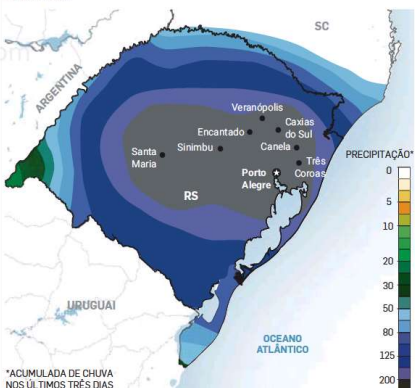 SC
ARGENTINA
Veranópolis
Encantado
Caxias
do Sul
Santa
Maria
Sinimbu
Canela
Três
Coroas
Porto
Alegre
RS
URUGUAI
OCEANO
ATLÂNTICO
PRECIPITAÇÃO*
0
5
10
20
30
50
80
125
200
*ACUMULADA DE CHUVA
NOS ÚLTIMOS TRÊS DIAS